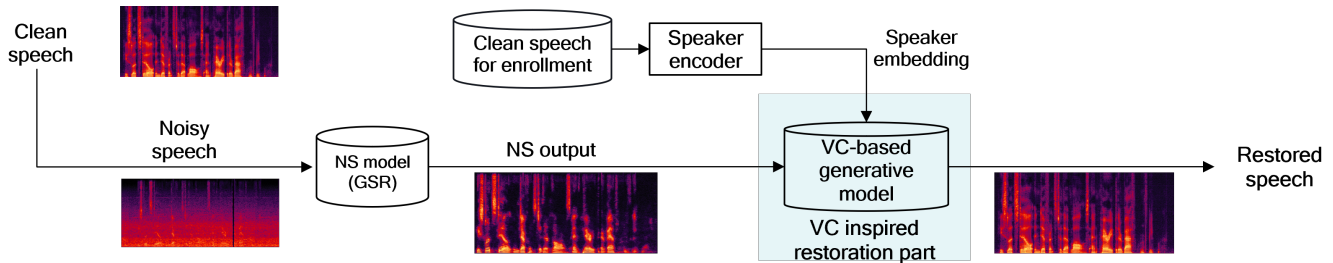 Clean
speech
Clean speech
for enrollment
Speaker
encoder
Speaker
embedding
Noisy
speech
NS model
(GSR)
NS output
VC-based
generative
model
VC inspired
restoration part
Restored
speech